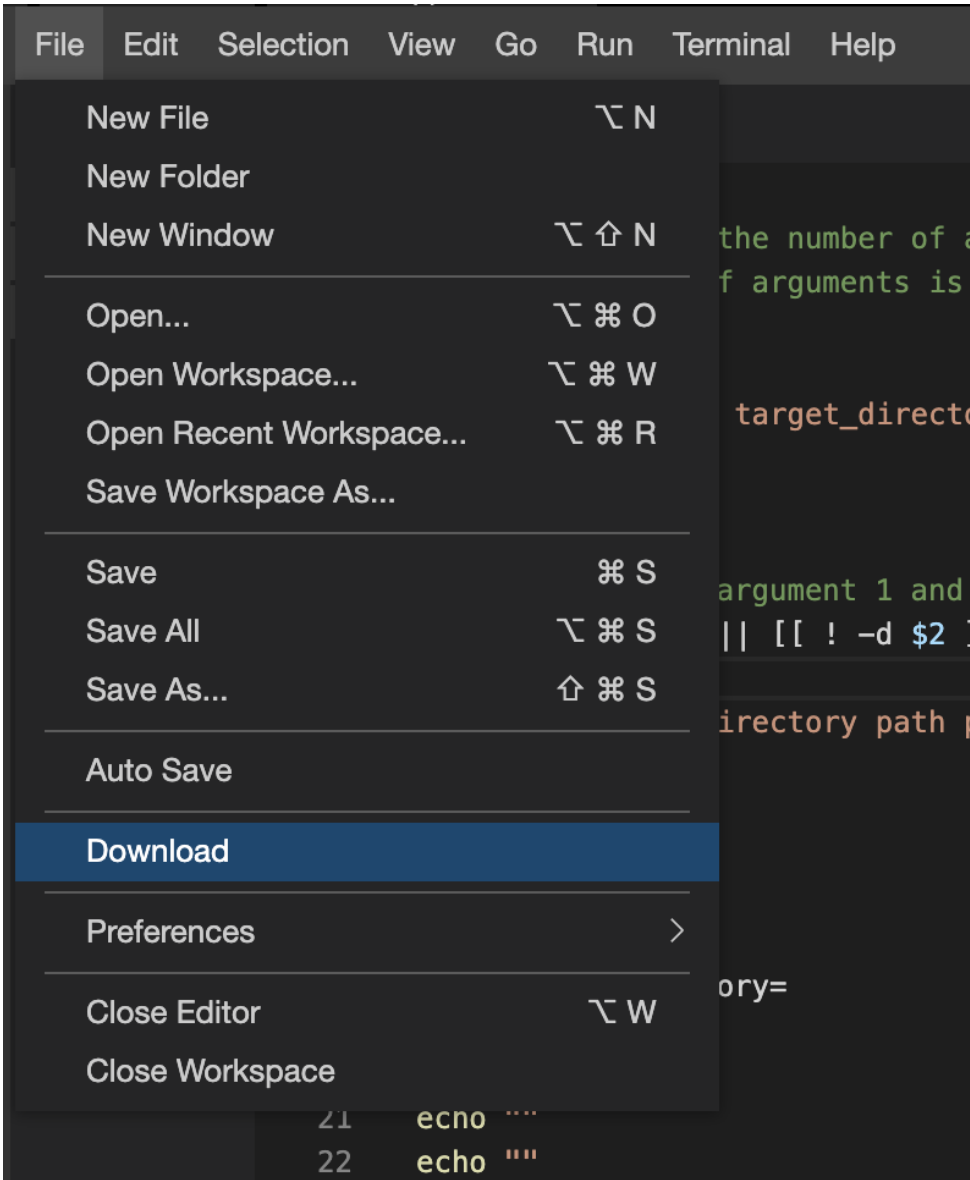 File Edit Selection View Go Run Terminal Help
New File ⌥ N
New Folder
New Window ⌥ ⇧ N
the number of
f arguments is
Open... ⌥ ⌘ O
Open Workspace... ⌥ ⌘ W
target_directo
Open Recent Workspace... ⌥ ⌘ R
Save Workspace As...
Save ⌘ S
argument 1 and
Save All ⌥ ⌘ S
|| [[ ! -d $2 ]
Save As... ⇧ ⌘ S
irectory path
Auto Save
Download
Preferences >
ory=
Close Editor ⌥ W
Close Workspace
21 echo ""
22 echo ""